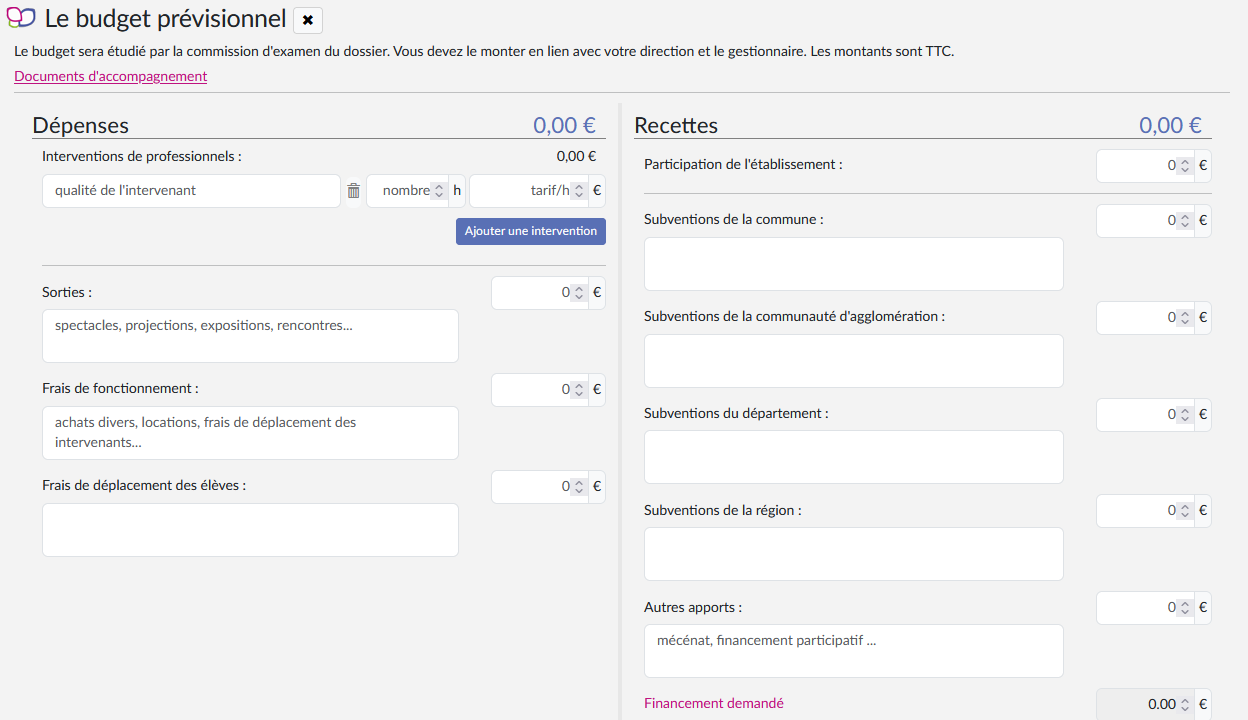 Le budget prévisionnel
Le budget sera étudié par la commission d'examen du dossier. Vous devez le monter en lien avec votre direction et le gestionnaire. Les montants sont TTC.
Documents d'accompagnement
Dépenses 0,00 €
Interventions de professionnels : 0,00 €
qualité de l'intervenant nombre h tarif/h €
Ajouter une intervention
Sorties : 0 €
spectacles, projections, expositions, rencontres...
Frais de fonctionnement : 0 €
achats divers, locations, frais de déplacement des
intervenants...
Frais de déplacement des élèves : 0 €
Recettes 0,00 €
Participation de l'établissement : 0 €
Subventions de la commune : 0 €
Subventions de la communauté d'agglomération : 0 €
Subventions du département : 0 €
Subventions de la région : 0 €
Autres apports : 0 €
mécénat, financement participatif ...
Financement demandé 0.00 €